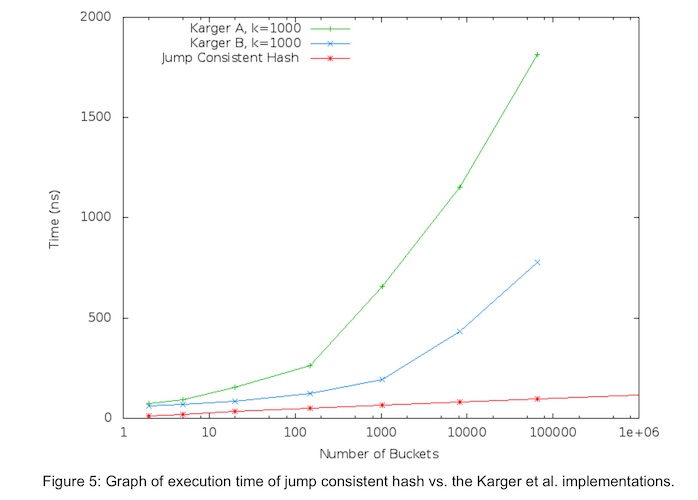 2000
1500
1000
500
0
Time (ns)
Karger A, k=1000
Karger B, k=1000
Jump Consistent Hash
1 10 100 1000 10000 100000 1e+06
Number of Buckets
Figure 5: Graph of execution time of jump consistent hash vs. the Karger et al. implementations.